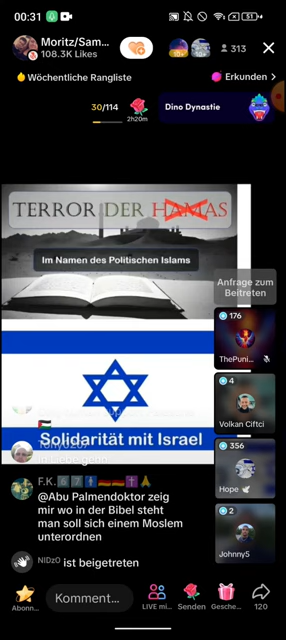 00:31
51
Moritz/Sam...
108.3K Likes
10+
10+
313
Wöchentliche Rangliste
Erkunden >
30/114
2h20m
Dino Dynastie
TERROR DER HAMAS
Im Namen des Politischen Islams
Anfrage zum
Beitreten
176
ThePuni...
4
Volkan Ciftci
Solidarität mit Israel
356
Hope
F.K.
@Abu Palmendoktor zeig
mir wo in der Bibel steht
man soll sich einem Moslem
unterordnen
2
Johnny5
NIDzO ist beigetreten
Abonn...
Komment...
LIVE mi...
Senden
Gesche...
120